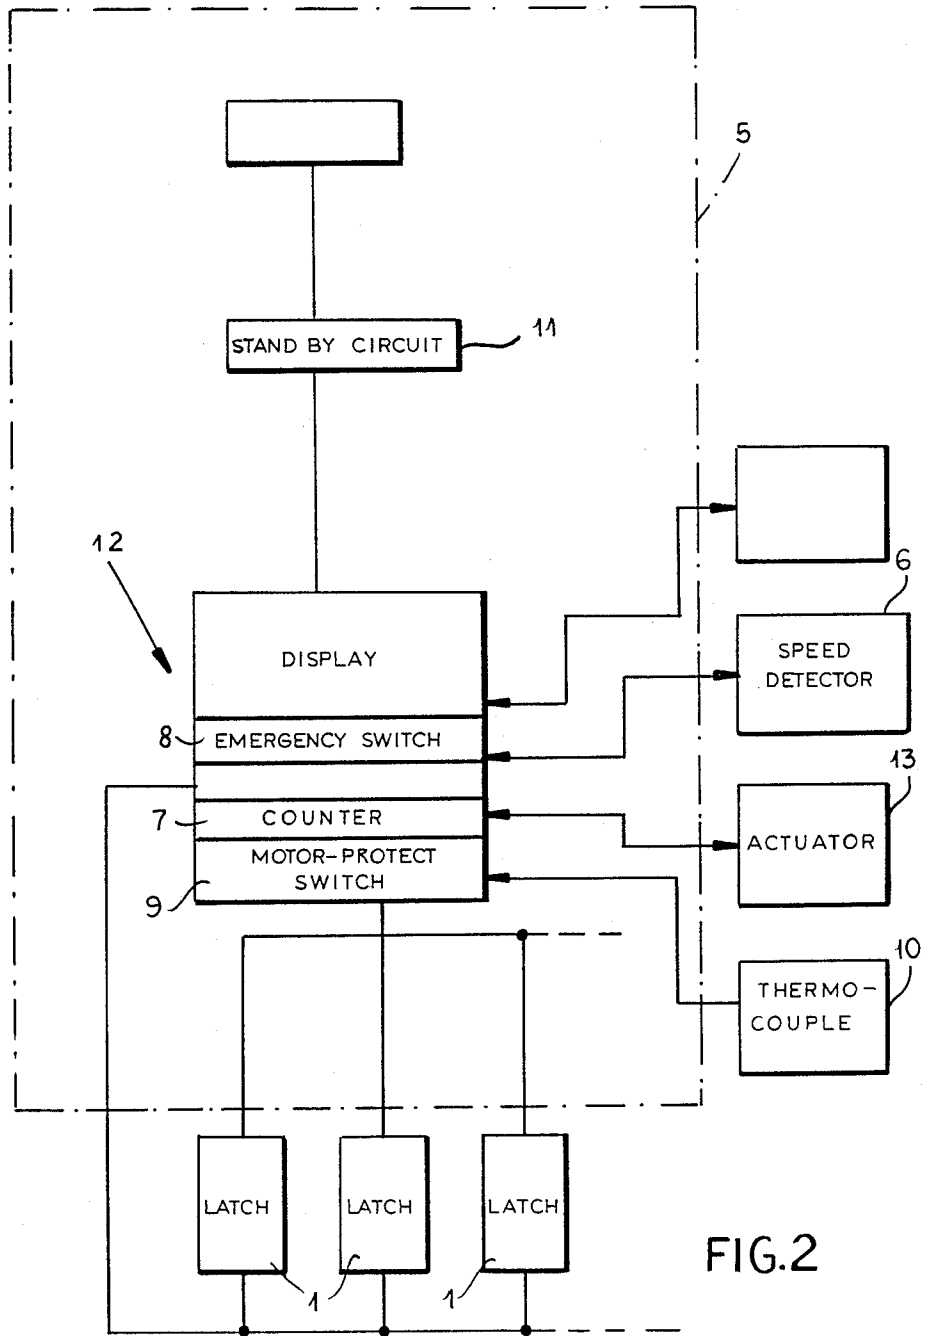 5
STAND BY CIRCUIT
11
12
DISPLAY
6
SPEED
DETECTOR
8
EMERGENCY SWITCH
13
7
COUNTER
ACTUATOR
MOTOR-PROTECT
SWITCH
9
10
THERMO-
COUPLE
LATCH
LATCH
LATCH
1
1
FIG.2